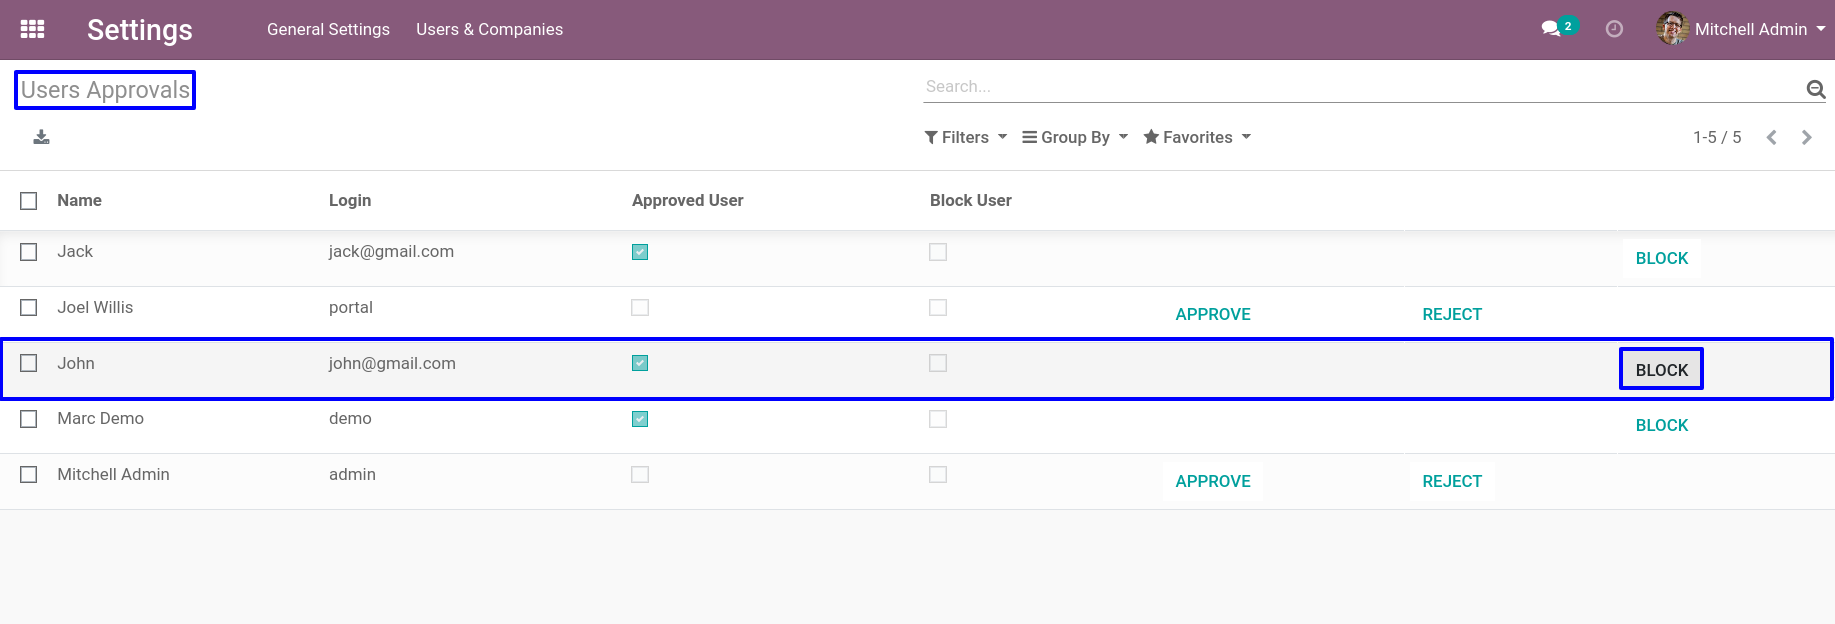 Settings General Settings Users & Companies 2 Mitchell Admin
Users Approvals Search...
Filters Group By Favorites 1-5 / 5
Name Login Approved User Block User
Jack jack@gmail.com BLOCK
Joel Willis portal APPROVE REJECT
John john@gmail.com BLOCK
Marc Demo demo BLOCK
Mitchell Admin admin APPROVE REJECT